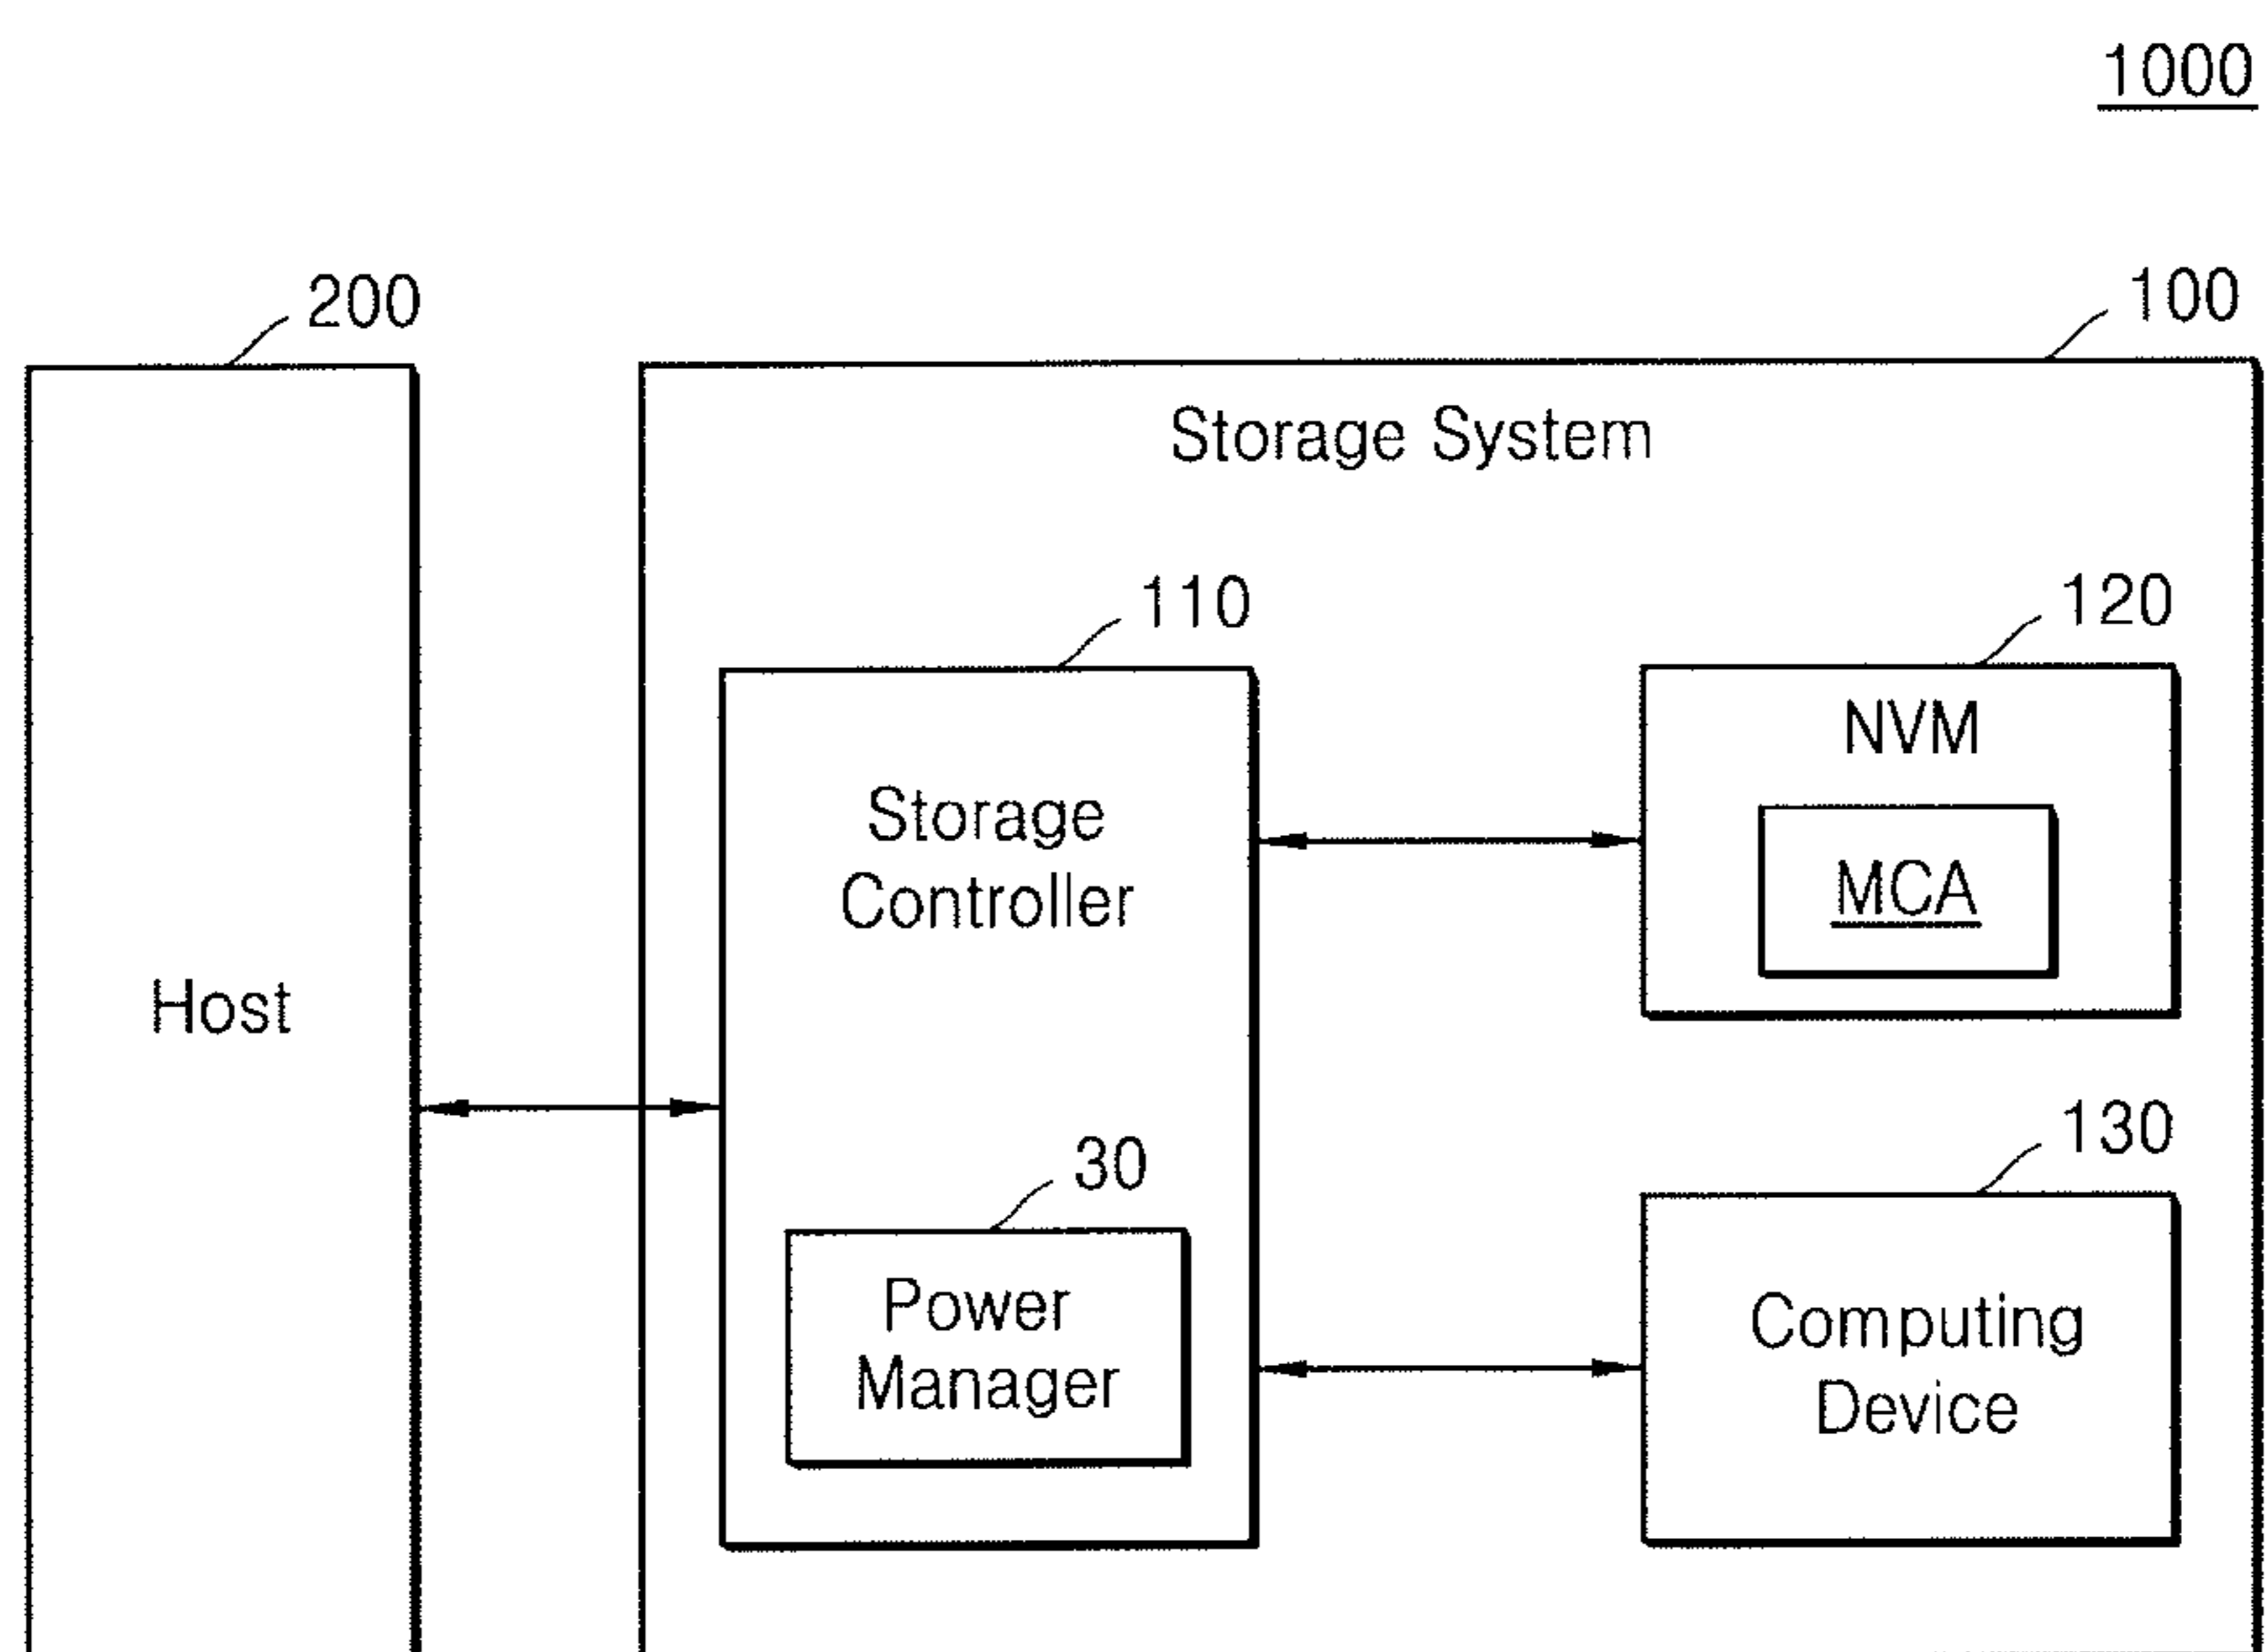 1000
200
100
Storage System
110
120
Storage
Controller
NVM
MCA
Host
30
130
Power
Manager
Computing
Device